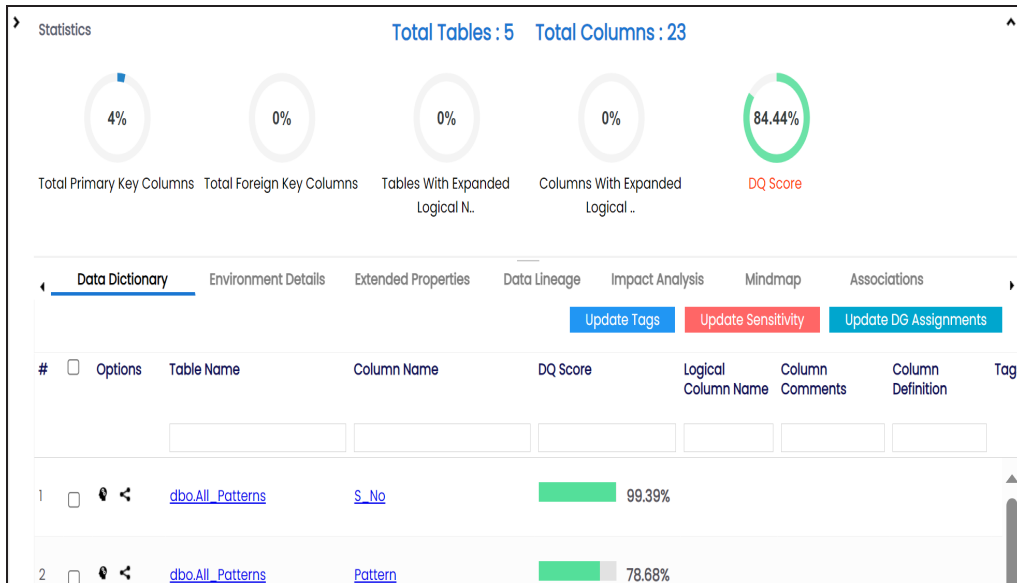 Statistics
Total Tables : 5 Total Columns : 23
4% 0% 0% 0% 84.44%
Total Primary Key Columns Total Foreign Key Columns Tables With Expanded Columns With Expanded DQ Score
Logical N.. Logical ..
Data Dictionary Environment Details Extended Properties Data Lineage Impact Analysis Mindmap Associations
Update Tags Update Sensitivity Update DG Assignments
# Options Table Name Column Name DQ Score Logical Column Column Tag
Column Name Comments Definition
1 dbo.All_Patterns S_No 99.39%
2 dbo.All_Patterns Pattern 78.68%